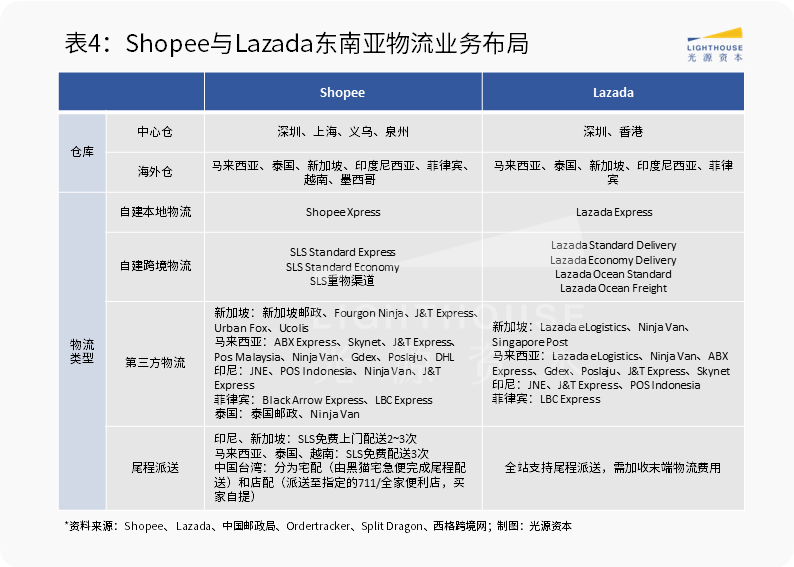 表4：Shopee与Lazada东南亚物流业务布局
LIGHTHOUSE
光源资本
Shopee
Lazada
仓库
中心仓
深圳、上海、义乌、泉州
深圳、香港
海外仓
马来西亚、泰国、新加坡、印度尼西亚、菲律宾、
越南、墨西哥
马来西亚、泰国、新加坡、印度尼西亚、菲律
宾
物流
类型
自建本地物流
Shopee Xpress
Lazada Express
自建跨境物流
SLS Standard Express
SLS Standard Economy
SLS重物渠道
Lazada Standard Delivery
Lazada Economy Delivery
Lazada Ocean Standard
Lazada Ocean Freight
第三方物流
新加坡：新加坡邮政、Fourgon Ninja、J&T Express、
Urban Fox、Ucolis
马来西亚：ABX Express、Skynet、J&T Express、
Pos Malaysia、Ninja Van、Gdex、Poslaju、DHL
印尼：JNE、POS Indonesia、Ninja Van、J&T
Express
菲律宾：Black Arrow Express、LBC Express
泰国：泰国邮政、Ninja Van
新加坡：Lazada eLogistics、Ninja Van、
Singapore Post
马来西亚：Lazada eLogistics、Ninja Van、ABX
Express、Gdex、Poslaju、J&T Express、Skynet
印尼：JNE、J&T Express、POS Indonesia
菲律宾：LBC Express
尾程派送
印尼、新加坡：SLS免费上门配送2~3次
马来西亚、泰国、越南：SLS免费配送3次
中国台湾：分为宅配（由黑猫宅急便完成尾程配
送）和店配（派送至指定的711/全家便利店，买
家自提）
全站支持尾程派送，需加收末端物流费用
LIGHTHOUSE
光源资本
*资料来源：Shopee、Lazada、中国邮政局、Ordertracker、Split Dragon、西格跨境网；制图：光源资本